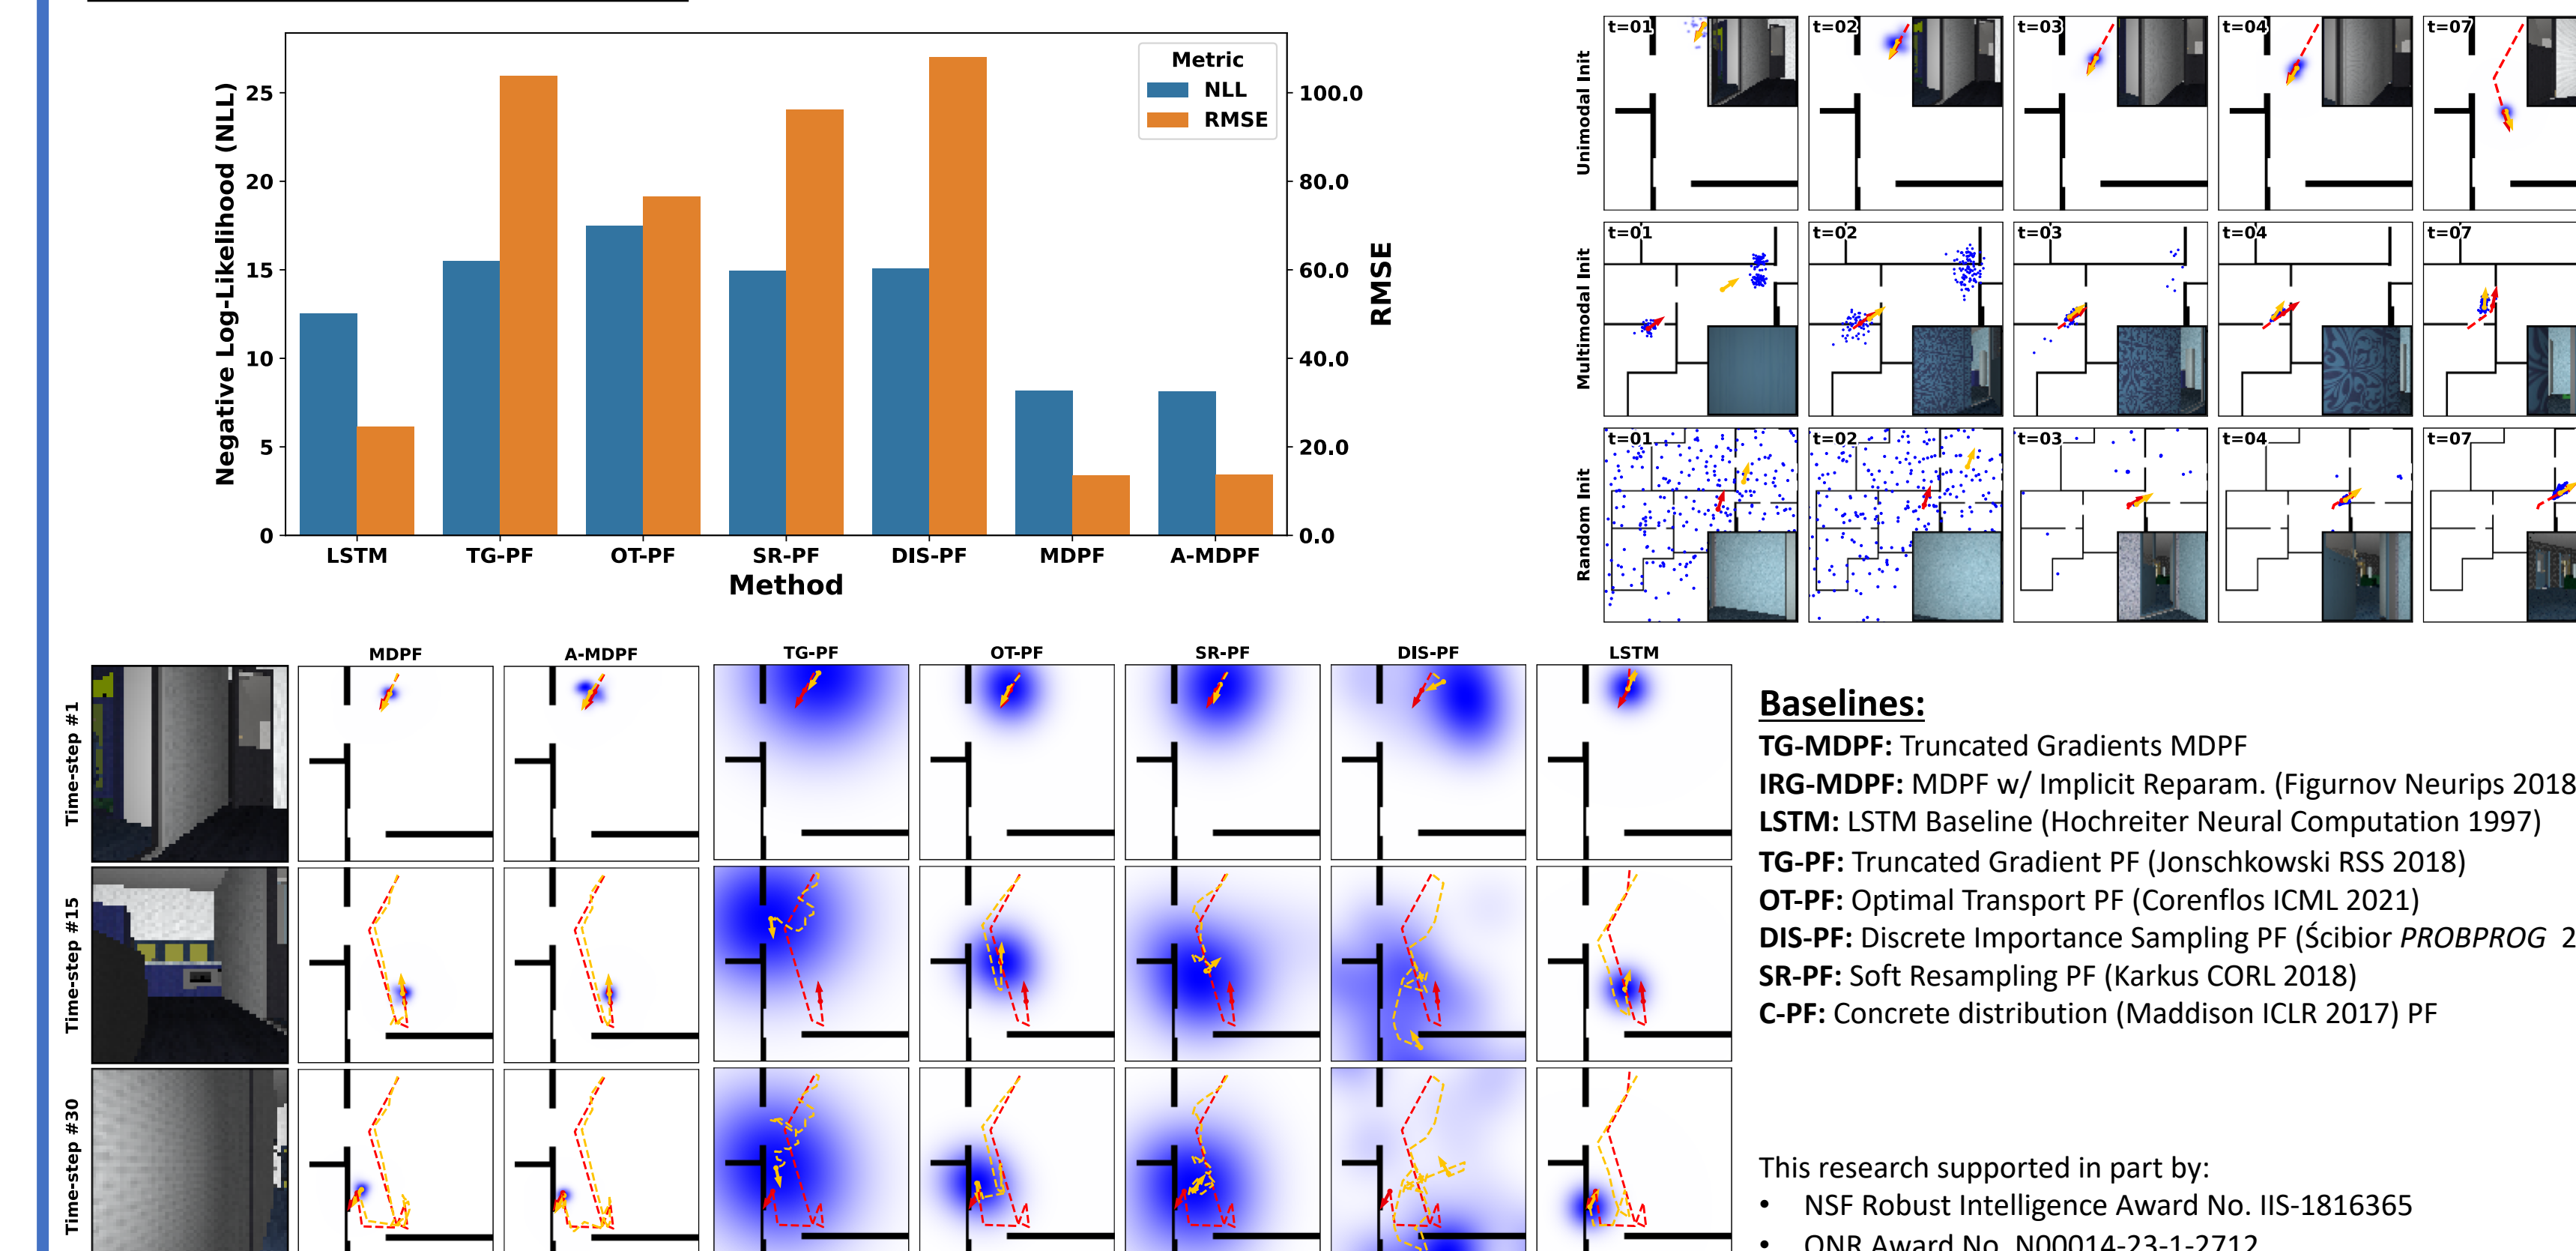 Negative Log-Likelihood (NLL)
25
20
15
10
5
0
Metric
NLL
RMSE
100.0
80.0
60.0
40.0
20.0
0.0
RMSE
LSTM TG-PF OT-PF SR-PF DIS-PF MDPF A-MDPF
Method
Unimodal Init
t=01 t=02 t=03 t=04 t=07
Multimodal Init
t=01 t=02 t=03 t=04 t=07
Random Init
t=01 t=02 t=03 t=04 t=07
MDPF A-MDPF TG-PF OT-PF SR-PF DIS-PF LSTM
Time-step #1
Time-step #15
Time-step #30
Baselines:
TG-MDPF: Truncated Gradients MDPF
IRG-MDPF: MDPF w/ Implicit Reparam. (Figurnov Neurips 2018
LSTM: LSTM Baseline (Hochreiter Neural Computation 1997)
TG-PF: Truncated Gradient PF (Jonschkowski RSS 2018)
OT-PF: Optimal Transport PF (Corenflos ICML 2021)
DIS-PF: Discrete Importance Sampling PF (Ścibior PROBPROG 2
SR-PF: Soft Resampling PF (Karkus CORL 2018)
C-PF: Concrete distribution (Maddison ICLR 2017) PF
This research supported in part by:
• NSF Robust Intelligence Award No. IIS-1816365
• ONR Award No. N00014-23-1-2712